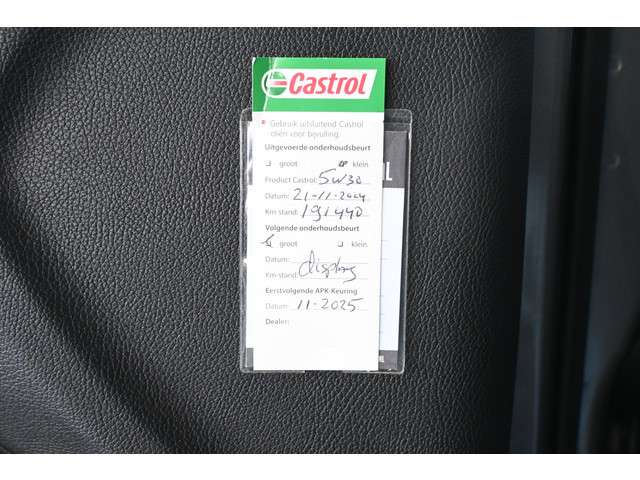 Castrol
Gebruik uitsluitend Castrol
oliën voor bijvulling.
Uitgevoerde onderhoudsbeurt
groot klein
Product Castrol: 5W30
Datum: 21-11-2024
Km stand: 191440
Volgende onderhoudsbeurt
groot klein
Datum:
Km-stand: display
Eerstvolgende APK-Keuring
Datum: 11-2025
Dealer: